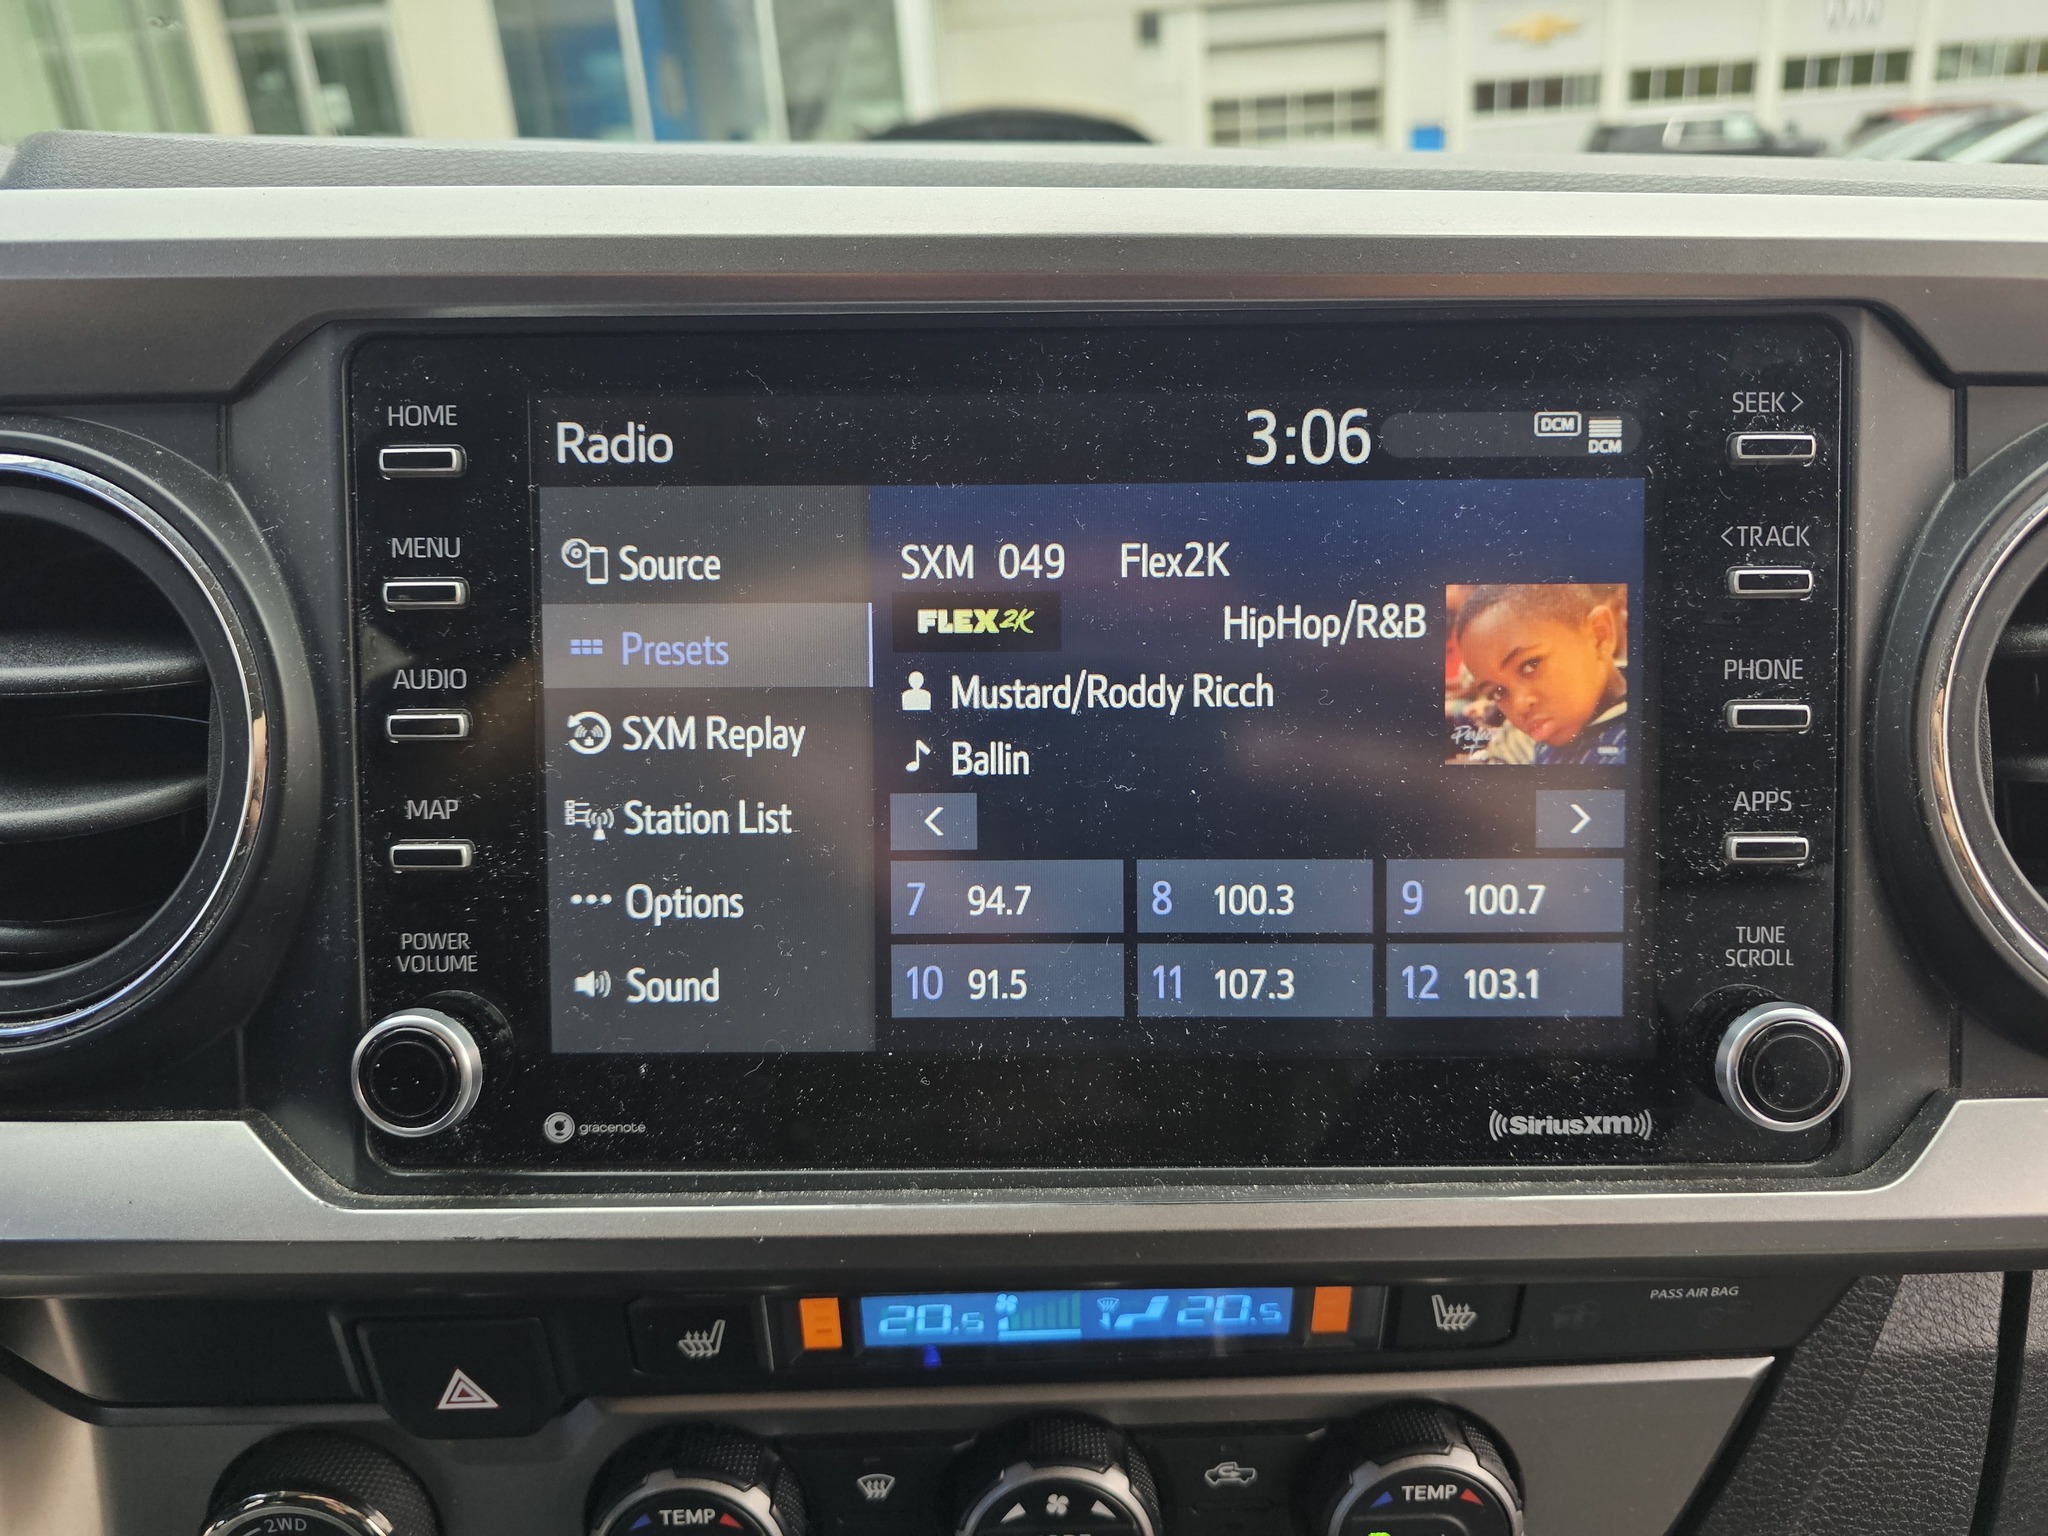 HOME
MENU
AUDIO
MAP
POWER
VOLUME
Radio
3:06
DCM
DCM
Source
Presets
SXM Replay
Station List
Options
Sound
SXM 049 Flex2K
FLEX2K
HipHop/R&B
Mustard/Roddy Ricch
Ballin
Perfect
<
>
7 94.7
8 100.3
9 100.7
10 91.5
11 107.3
12 103.1
SEEK >
< TRACK
PHONE
APPS
TUNE
SCROLL
gracenote
((SiriusXM))
20.5
20.5
PASS AIR BAG
2WD
TEMP
TEMP